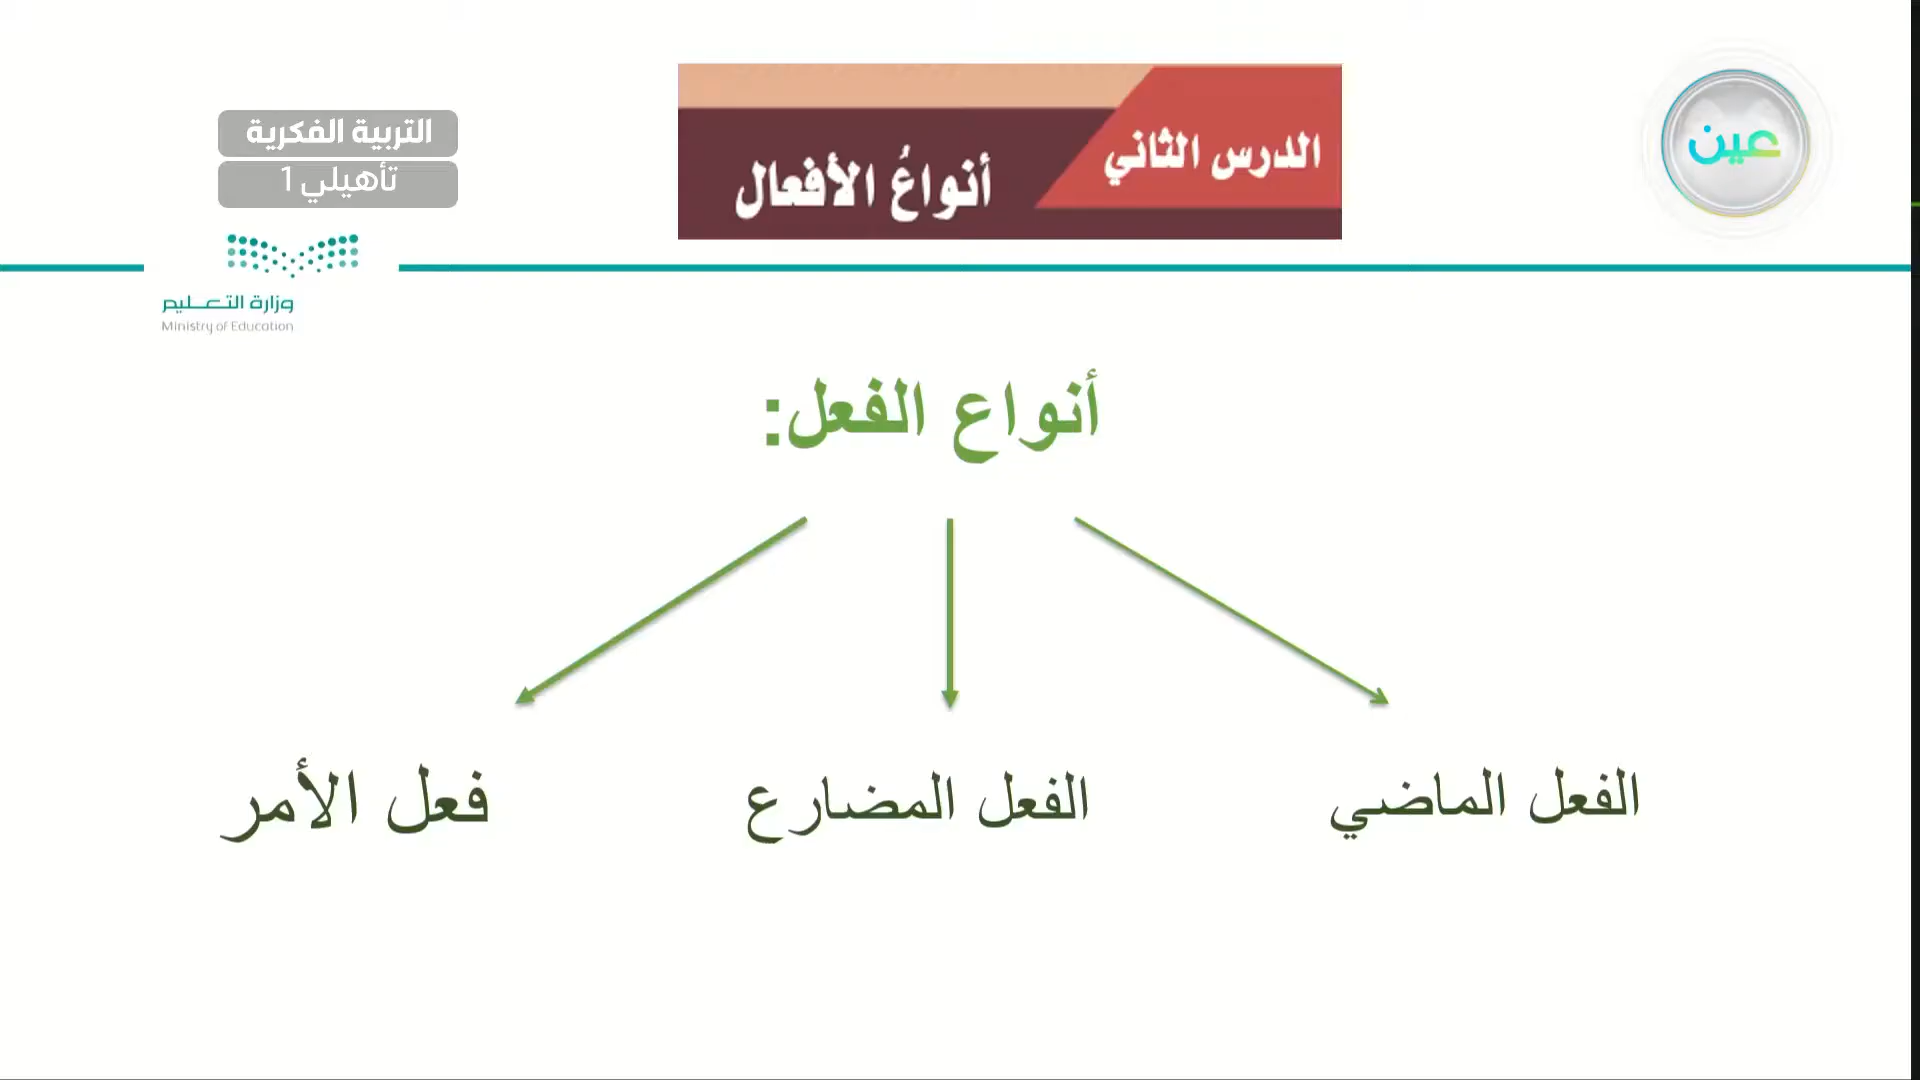 عين
الدرس الثاني
أنواعُ الأفعال
التربية الفكرية
تأهيلي 1
وزارة التعليم
Ministry of Education
أنواع الفعل:
الفعل الماضي
الفعل المضارع
فعل الأمر